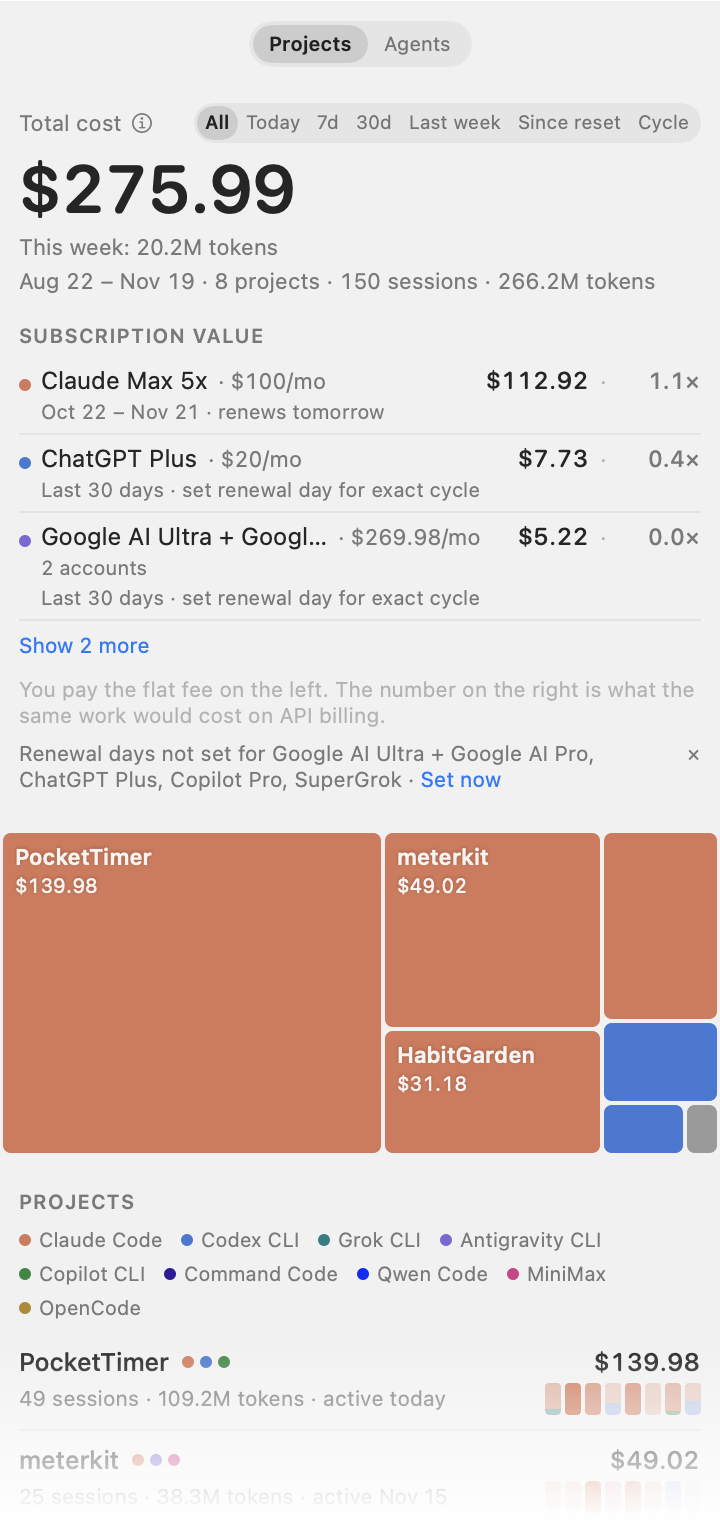 Projects Agents
Total cost All Today 7d 30d Last week Since reset Cycle
$275.99
This week: 20.2M tokens
Aug 22 – Nov 19 · 8 projects · 150 sessions · 266.2M tokens
SUBSCRIPTION VALUE
Claude Max 5x · $100/mo $112.92 · 1.1×
Oct 22 – Nov 21 · renews tomorrow
ChatGPT Plus · $20/mo $7.73 · 0.4×
Last 30 days · set renewal day for exact cycle
Google AI Ultra + Googl... · $269.98/mo $5.22 · 0.0×
2 accounts
Last 30 days · set renewal day for exact cycle
Show 2 more
You pay the flat fee on the left. The number on the right is what the
same work would cost on API billing.
Renewal days not set for Google AI Ultra + Google AI Pro, ×
ChatGPT Plus, Copilot Pro, SuperGrok · Set now
PocketTimer
$139.98
meterkit
$49.02
HabitGarden
$31.18
PROJECTS
Claude Code Codex CLI Grok CLI Antigravity CLI
Copilot CLI Command Code Qwen Code MiniMax
OpenCode
PocketTimer $139.98
49 sessions · 109.2M tokens · active today
meterkit $49.02
25 sessions · 38.3M tokens · active Nov 15